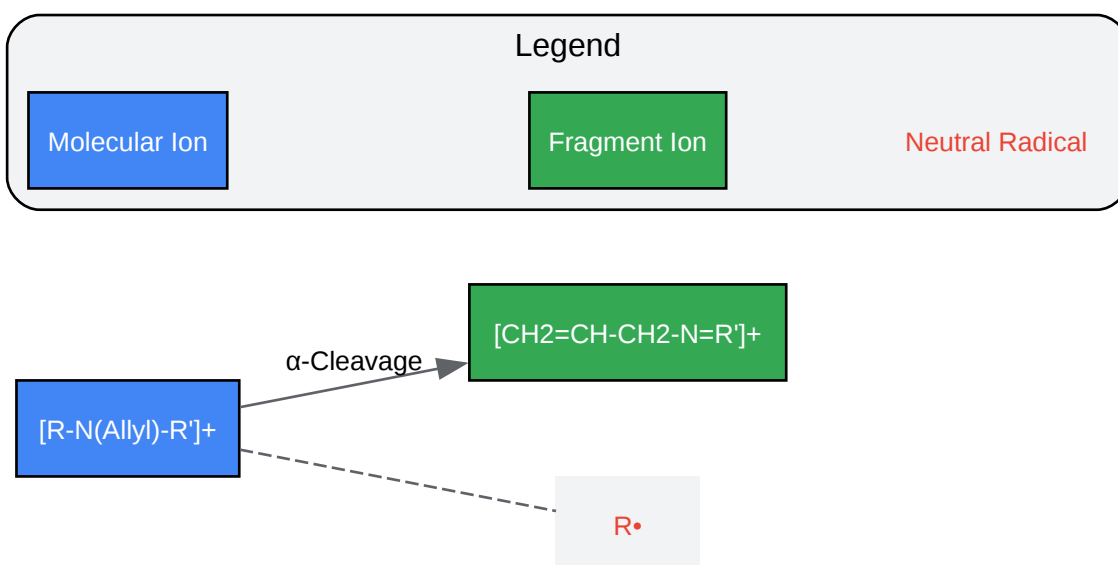 Legend
Molecular Ion
Fragment Ion
Neutral Radical
[CH2=CH-CH2-N=R']+
α-Cleavage
[R-N(Allyl)-R']+
R•